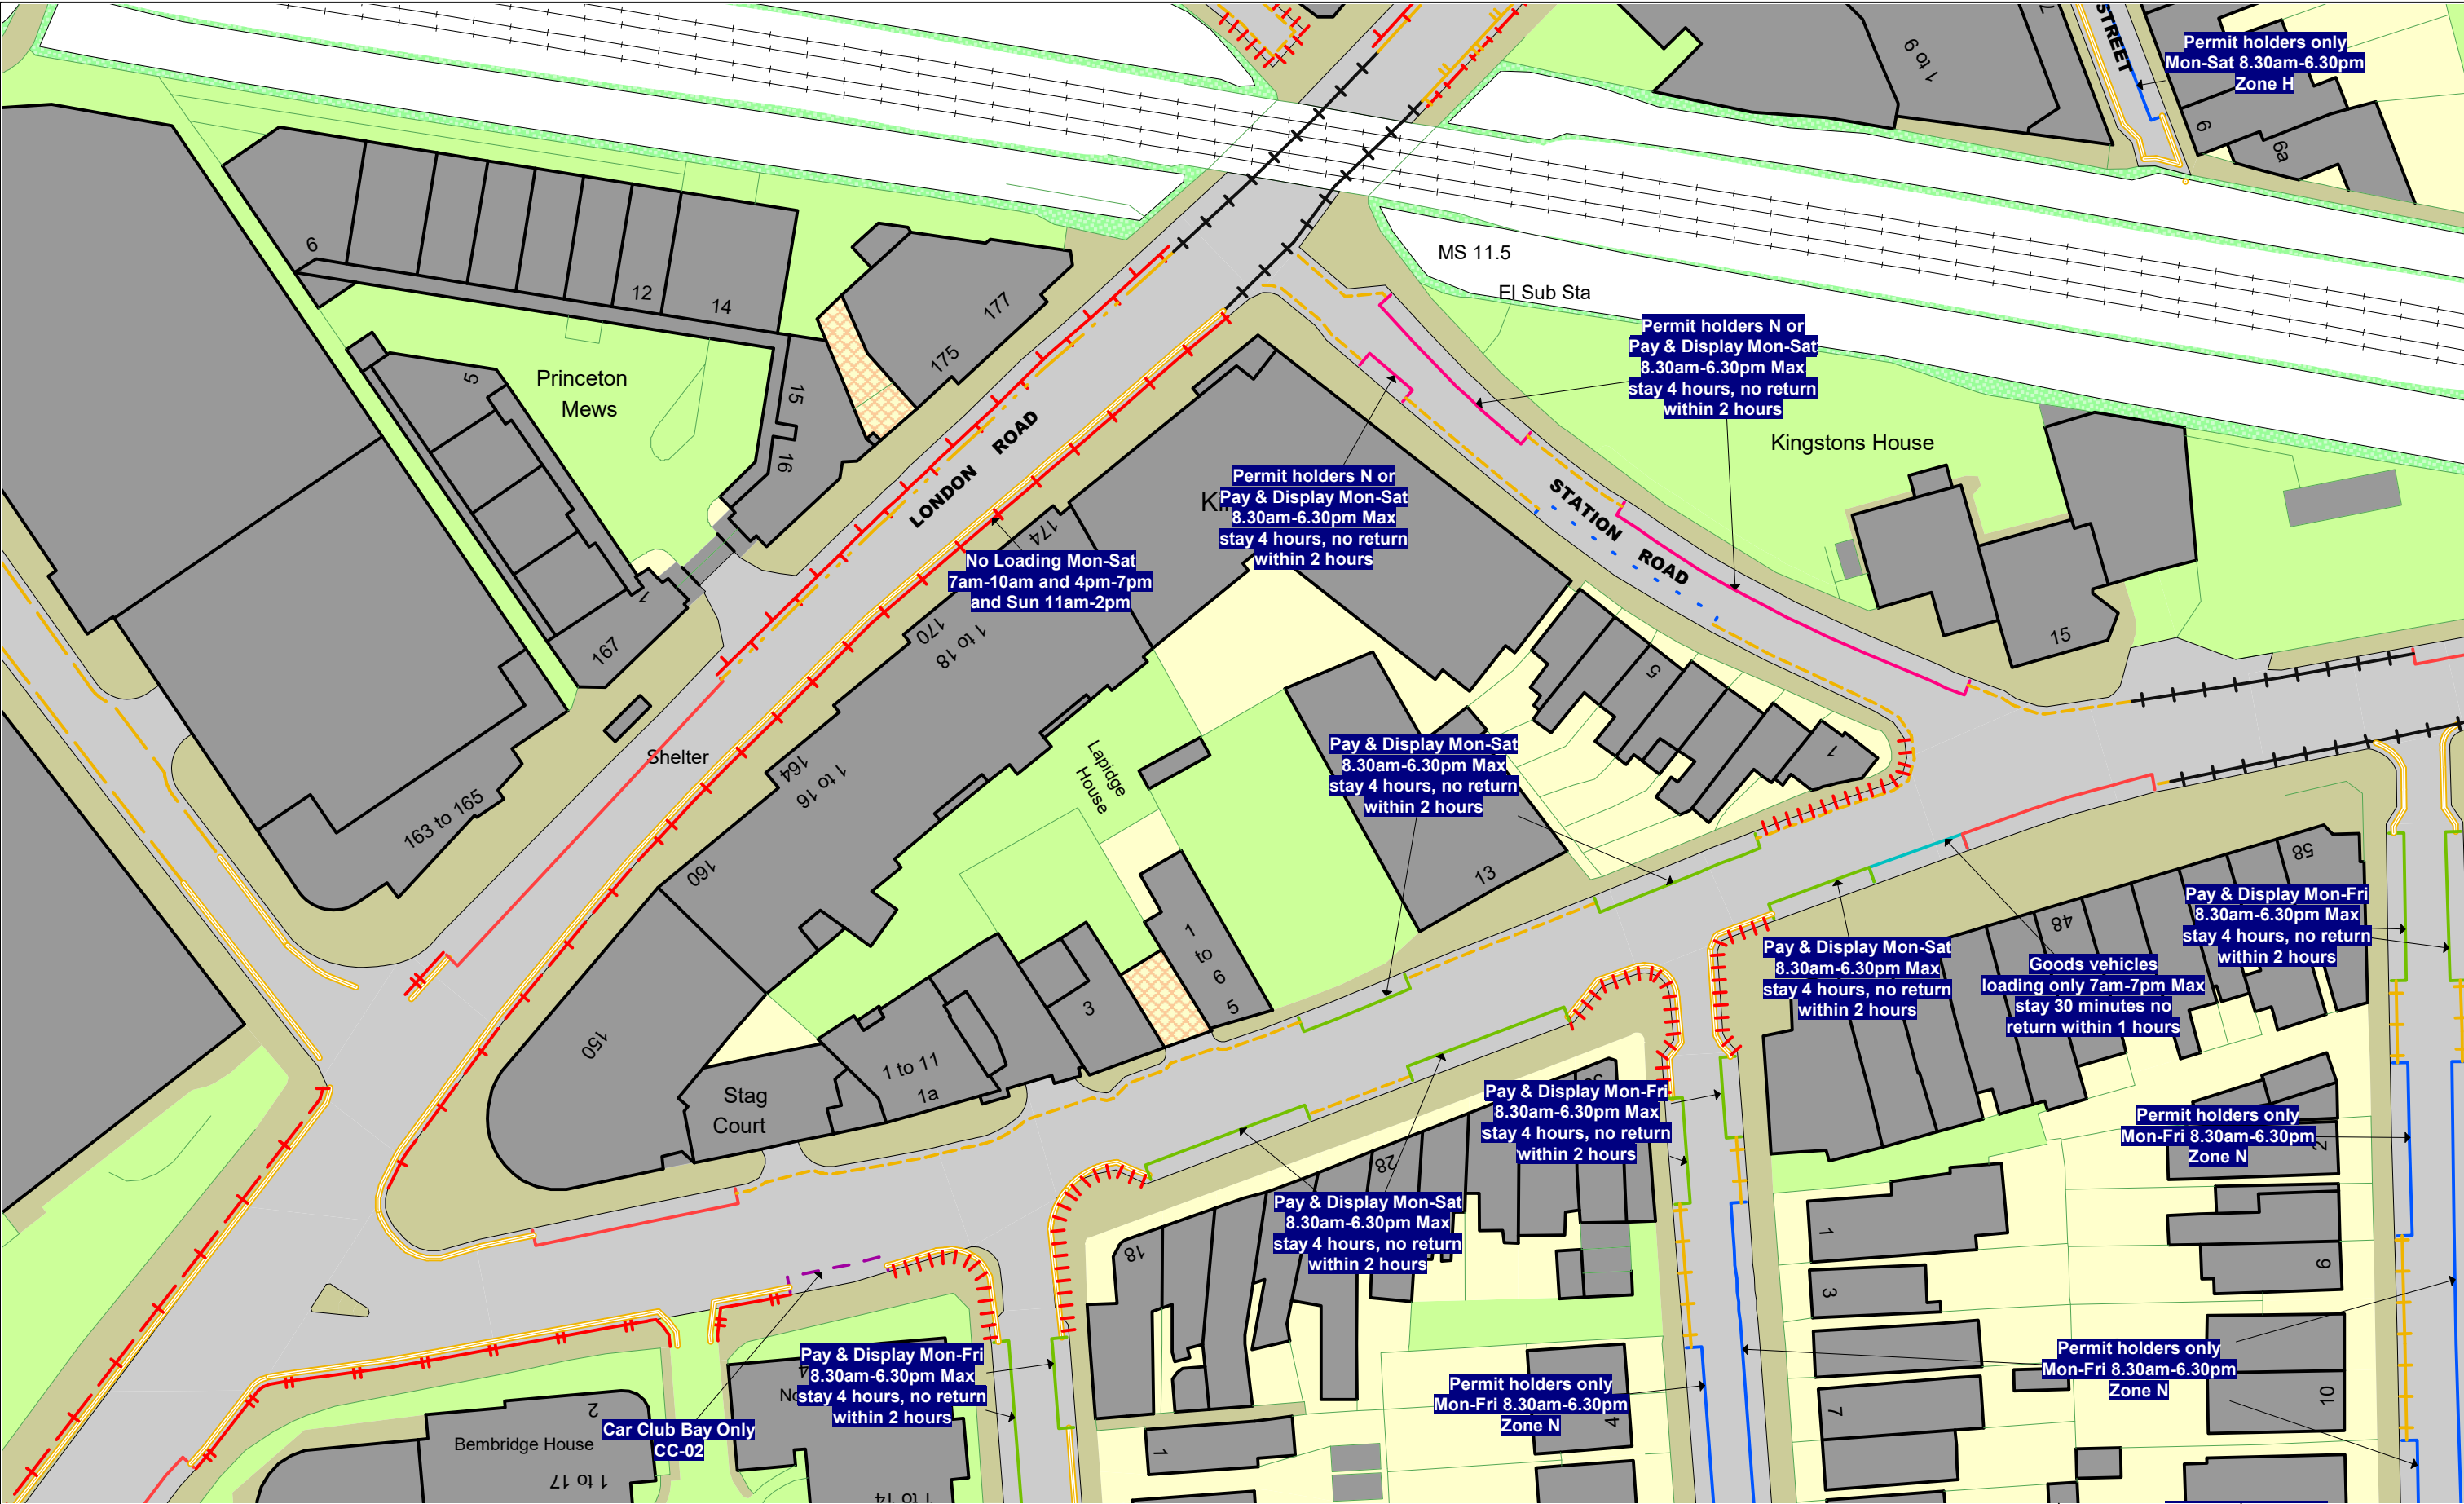 STREET
Permit holders only
Mon-Sat 8.30am-6.30pm
Zone H
1 to 9
6
6a
MS 11.5
El Sub Sta
6
12
14
177
175
5
Princeton
Mews
15
16
LONDON ROAD
Permit holders N or
Pay & Display Mon-Sat
8.30am-6.30pm Max
stay 4 hours, no return
within 2 hours
Kingstons House
Permit holders N or
Pay & Display Mon-Sat
8.30am-6.30pm Max
stay 4 hours, no return
within 2 hours
STATION ROAD
No Loading Mon-Sat
7am-10am and 4pm-7pm
and Sun 11am-2pm
174
170
1 to 18
1
167
15
5
1
Shelter
164
1 to 16
Lapidge
House
163 to 165
160
Pay & Display Mon-Sat
8.30am-6.30pm Max
stay 4 hours, no return
within 2 hours
13
58
48
Pay & Display Mon-Fri
8.30am-6.30pm Max
stay 4 hours, no return
within 2 hours
Pay & Display Mon-Sat
8.30am-6.30pm Max
stay 4 hours, no return
within 2 hours
Goods vehicles
loading only 7am-7pm Max
stay 30 minutes no
return within 1 hours
1
to
6
5
3
150
1 to 11
1a
Stag
Court
Pay & Display Mon-Fri
8.30am-6.30pm Max
stay 4 hours, no return
within 2 hours
Permit holders only
Mon-Fri 8.30am-6.30pm
Zone N
2
28
18
Pay & Display Mon-Sat
8.30am-6.30pm Max
stay 4 hours, no return
within 2 hours
1
3
7
6
10
Pay & Display Mon-Fri
8.30am-6.30pm Max
stay 4 hours, no return
within 2 hours
4
Permit holders only
Mon-Fri 8.30am-6.30pm
Zone N
Permit holders only
Mon-Fri 8.30am-6.30pm
Zone N
4
1
2
Bembridge House
1 to 17
Car Club Bay Only
CC-02
1 to 14